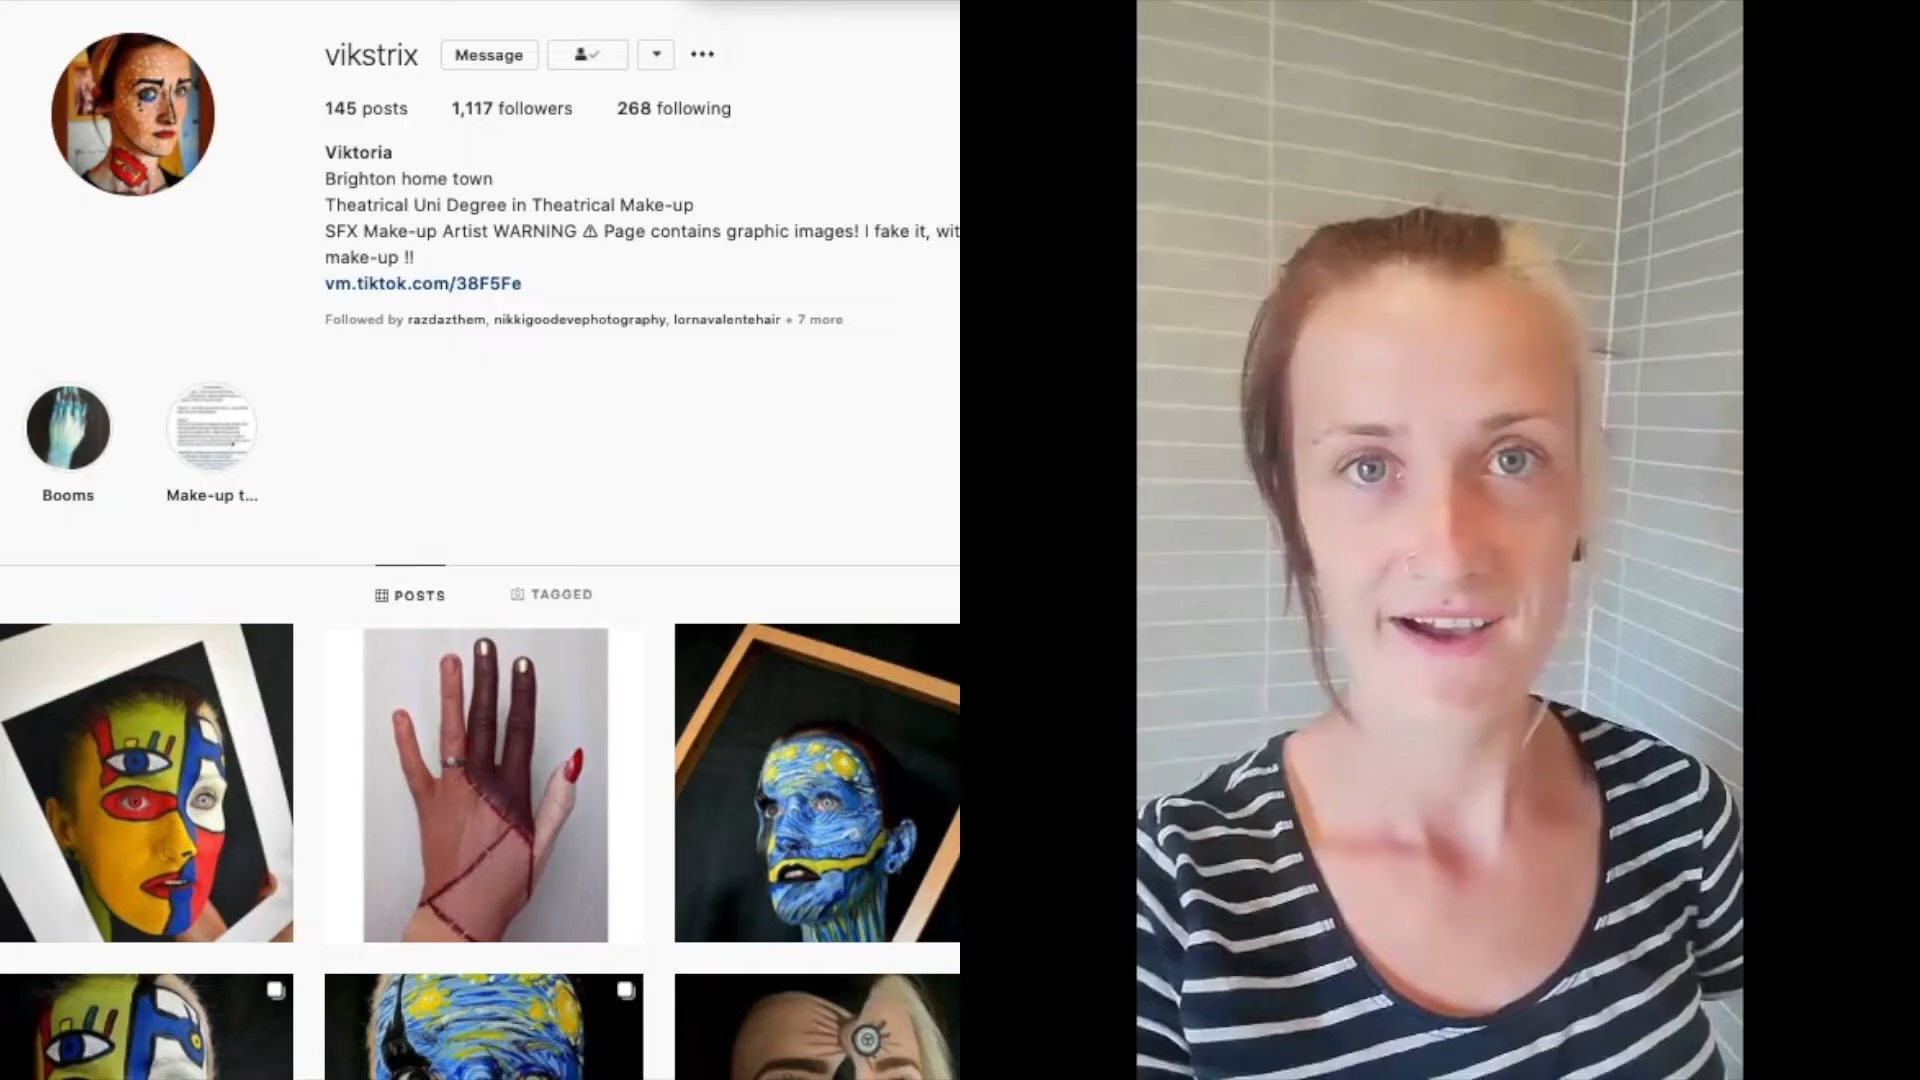 vikstrix Message
145 posts 1,117 followers 268 following
Viktoria
Brighton home town
Theatrical Uni Degree in Theatrical Make-up
SFX Make-up Artist WARNING ⚠ Page contains graphic images! I fake it, wit
make-up !!
vm.tiktok.com/38F5Fe
Followed by razdazthem, nikkigoodevephotography, lornavalentehair + 7 more
Booms Make-up t...
POSTS TAGGED